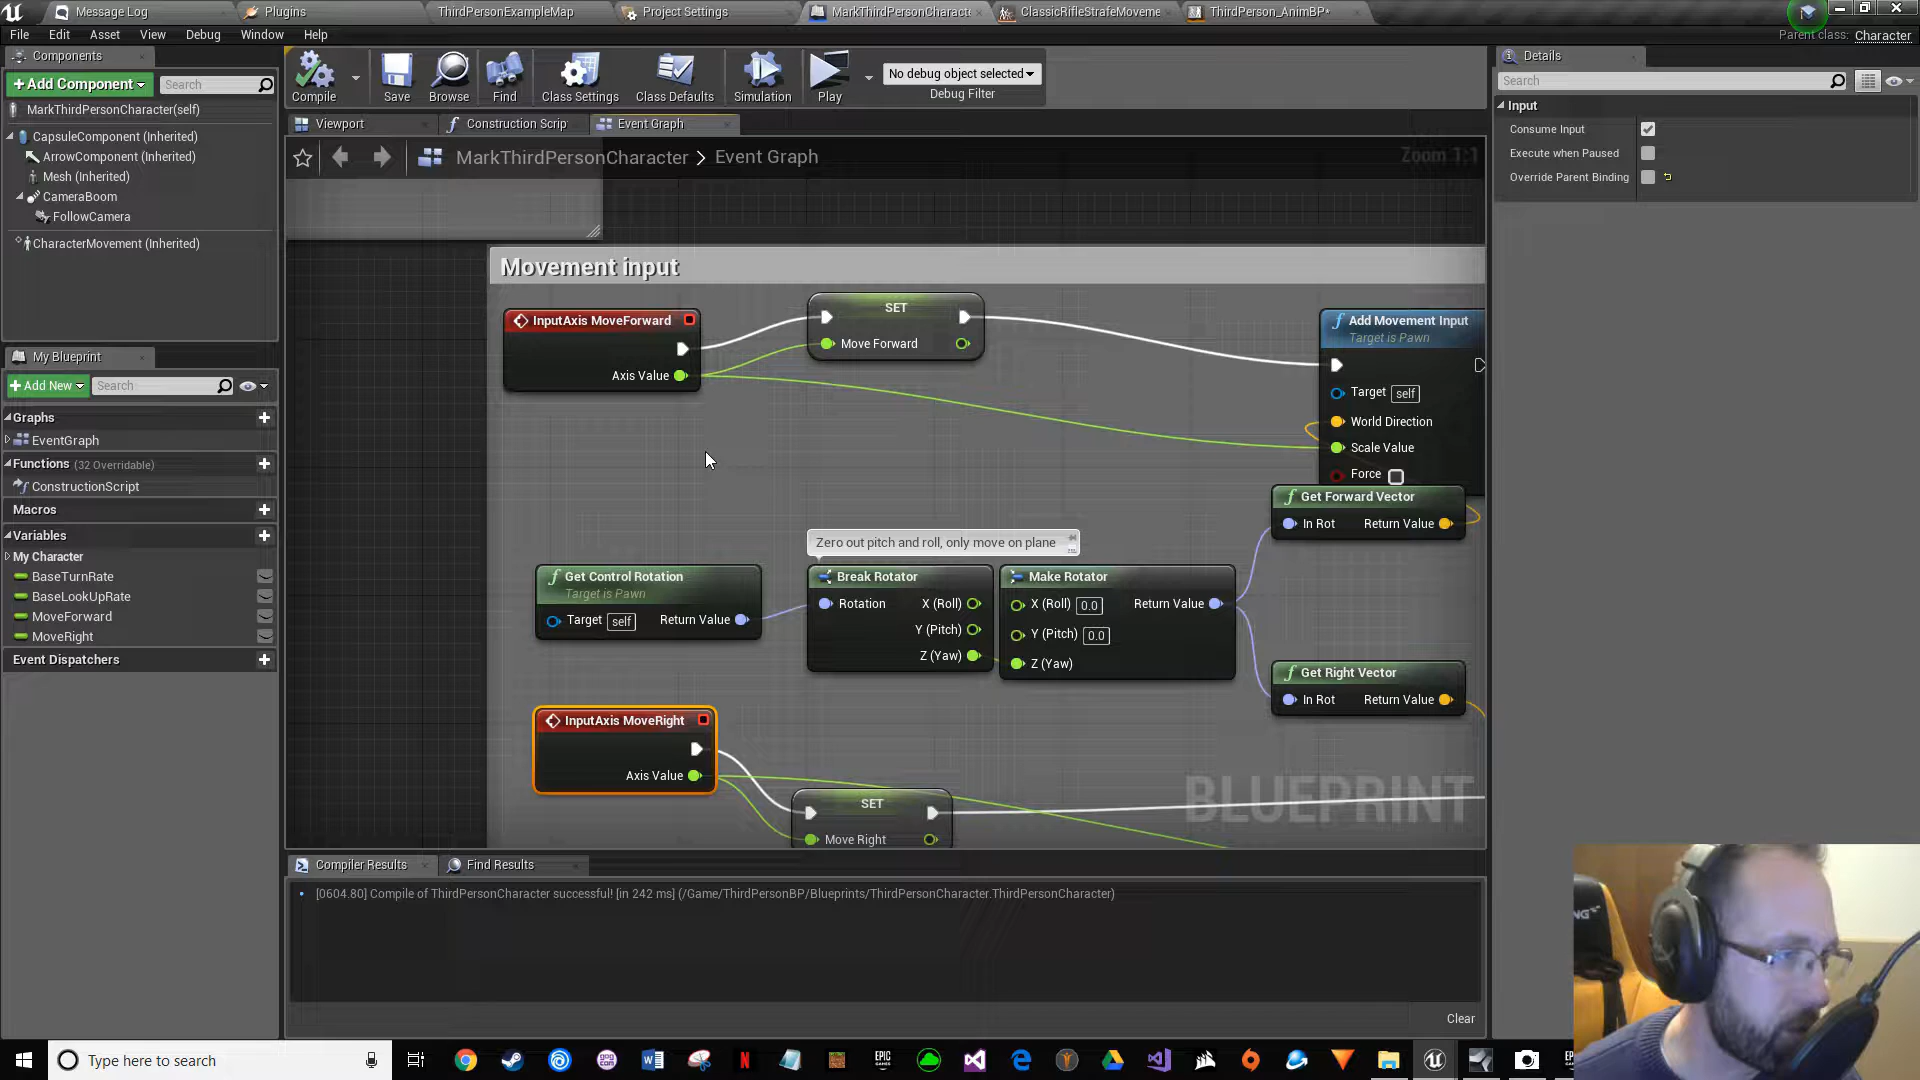 Message Log
Plugins
ThirdPersonExampleMap
Project Settings
MarkThirdPersonCharact
ClassicRifleStrafeMoveme
ThirdPerson_AnimBP*
File Edit Asset View Debug Window Help
Parent class: Character
Components
+Add Component
Search
MarkThirdPersonCharacter(self)
CapsuleComponent (Inherited)
ArrowComponent (Inherited)
Mesh (Inherited)
CameraBoom
FollowCamera
CharacterMovement (Inherited)
My Blueprint
+Add New
Search
Graphs
EventGraph
Functions (32 Overridable)
ConstructionScript
Macros
Variables
My Character
BaseTurnRate
BaseLookUpRate
MoveForward
MoveRight
Event Dispatchers
Compile
Save
Browse
Find
Class Settings
Class Defaults
Simulation
Play
No debug object selected
Debug Filter
Viewport
Construction Scrip
Event Graph
MarkThirdPersonCharacter > Event Graph
Zoom 1:1
Movement input
InputAxis MoveForward
Axis Value
SET
Move Forward
Add Movement Input
Target is Pawn
Target self
World Direction
Scale Value
Force
Get Forward Vector
In Rot Return Value
Zero out pitch and roll, only move on plane
Get Control Rotation
Target is Pawn
Target self Return Value
Break Rotator
Rotation X (Roll)
Y (Pitch)
Z (Yaw)
Make Rotator
X (Roll) 0.0 Return Value
Y (Pitch) 0.0
Z (Yaw)
Get Right Vector
In Rot Return Value
InputAxis MoveRight
Axis Value
SET
Move Right
BLUEPRINT
Compiler Results
Find Results
[0604.80] Compile of ThirdPersonCharacter successful! [in 242 ms] (/Game/ThirdPersonBP/Blueprints/ThirdPersonCharacter.ThirdPersonCharacter)
Clear
Details
Search
Input
Consume Input
Execute when Paused
Override Parent Binding
Type here to search